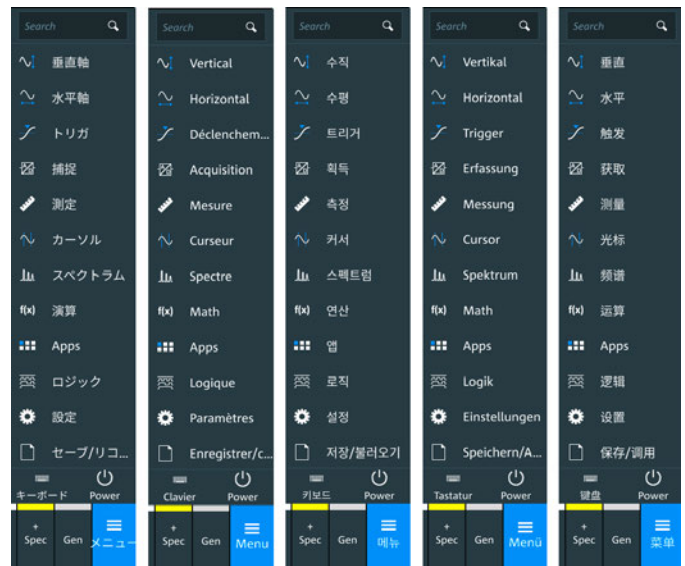 Search
垂直軸
水平軸
トリガ
捕捉
測定
カーソル
スペクトラム
f(x) 演算
Apps
ロジック
設定
セーブ/リコ...
キーボード Power
+
Spec Gen メニュー
Search
Vertical
Horizontal
Déclenchem...
Acquisition
Mesure
Curseur
Spectre
f(x) Math
Apps
Logique
Paramètres
Enregistrer/c...
Clavier Power
+
Spec Gen Menu
Search
수직
수평
트리거
획득
측정
커서
스펙트럼
f(x) 연산
앱
로직
설정
저장/불러오기
키보드 Power
+
Spec Gen 메뉴
Search
Vertikal
Horizontal
Trigger
Erfassung
Messung
Cursor
Spektrum
f(x) Math
Apps
Logik
Einstellungen
Speichern/A...
Tastatur Power
+
Spec Gen Menü
Search
垂直
水平
触发
获取
测量
光标
频谱
f(x) 运算
Apps
逻辑
设置
保存/调用
键盘 Power
+
Spec Gen 菜单